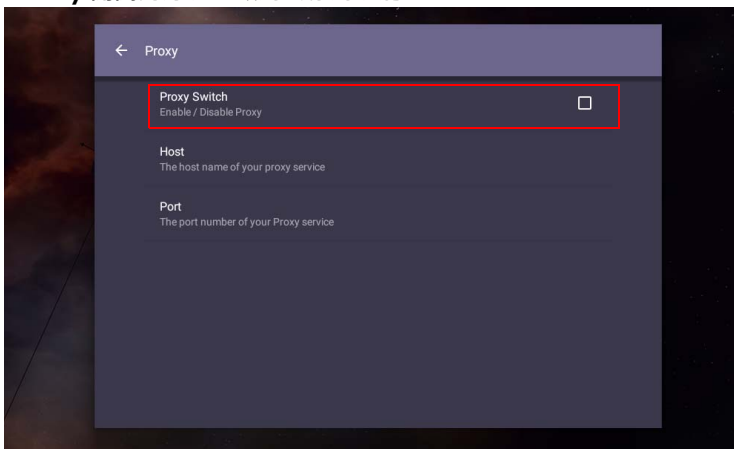 Proxy
Proxy Switch
Enable / Disable Proxy
Host
The host name of your proxy service
Port
The port number of your Proxy service